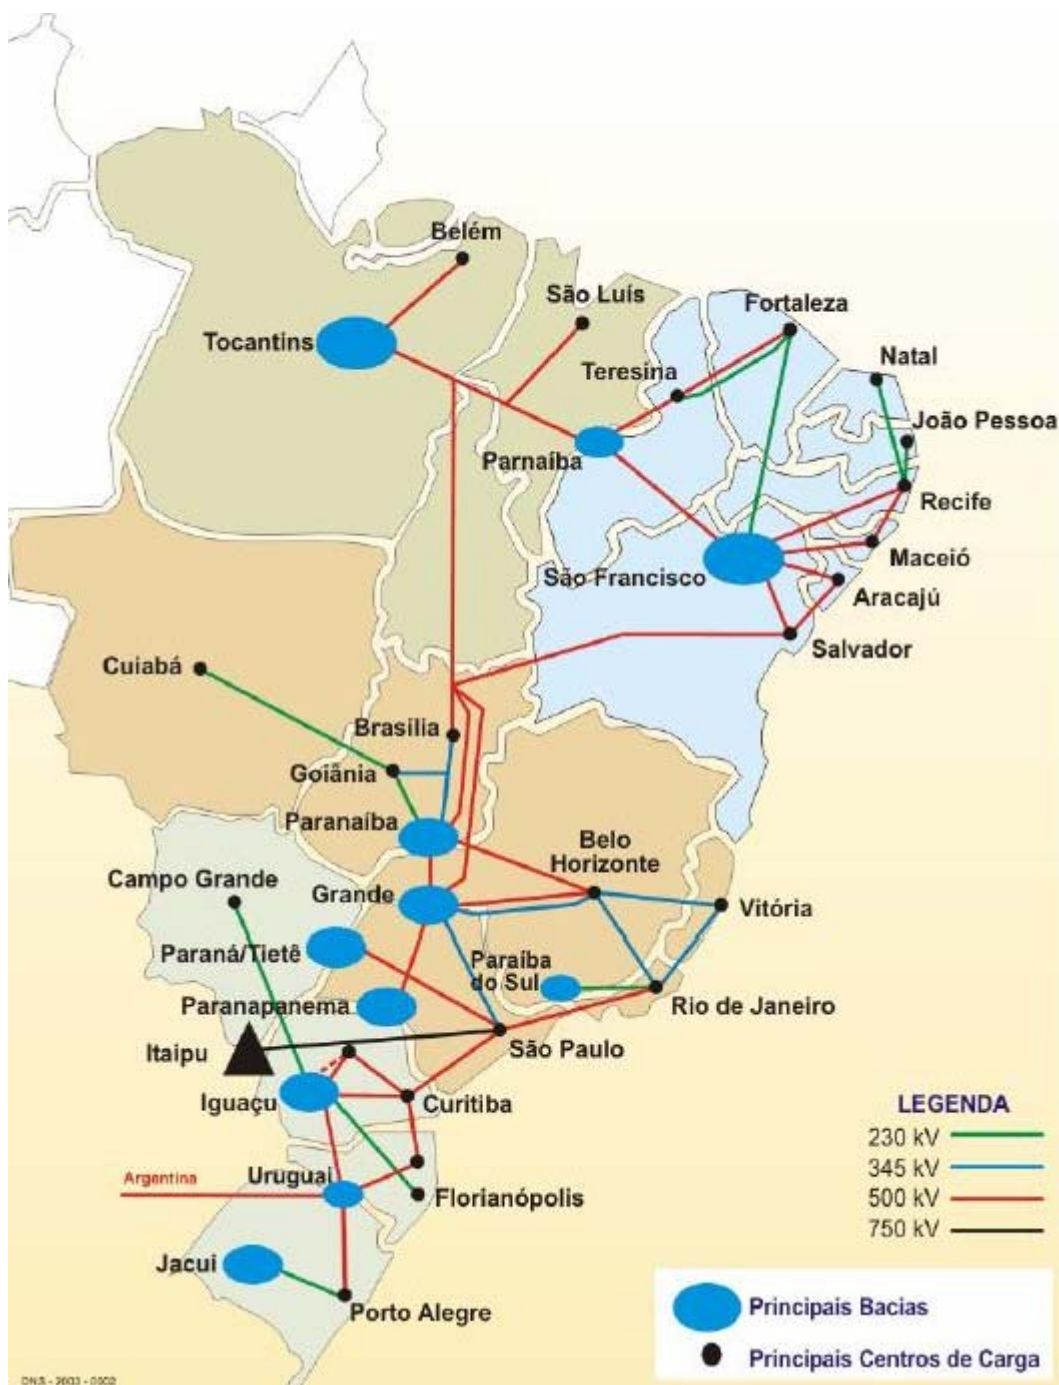 Belém
São Luís
Fortaleza
Tocantins
Natal
Teresina
João Pessoa
Parnaíba
Recife
Maceió
São Francisco
Aracajú
Salvador
Cuiabá
Brasília
Goiânia
Paranaíba
Belo
Horizonte
Campo Grande
Grande
Vitória
Paraná/Tietê
Paraíba
do Sul
Paranapanema
Rio de Janeiro
Itaipu
São Paulo
Iguaçu
Curitiba
LEGENDA
230 kV
345 kV
500 kV
750 kV
Argentina
Uruguai
Florianópolis
Jacui
Porto Alegre
Principais Bacias
Principais Centros de Carga